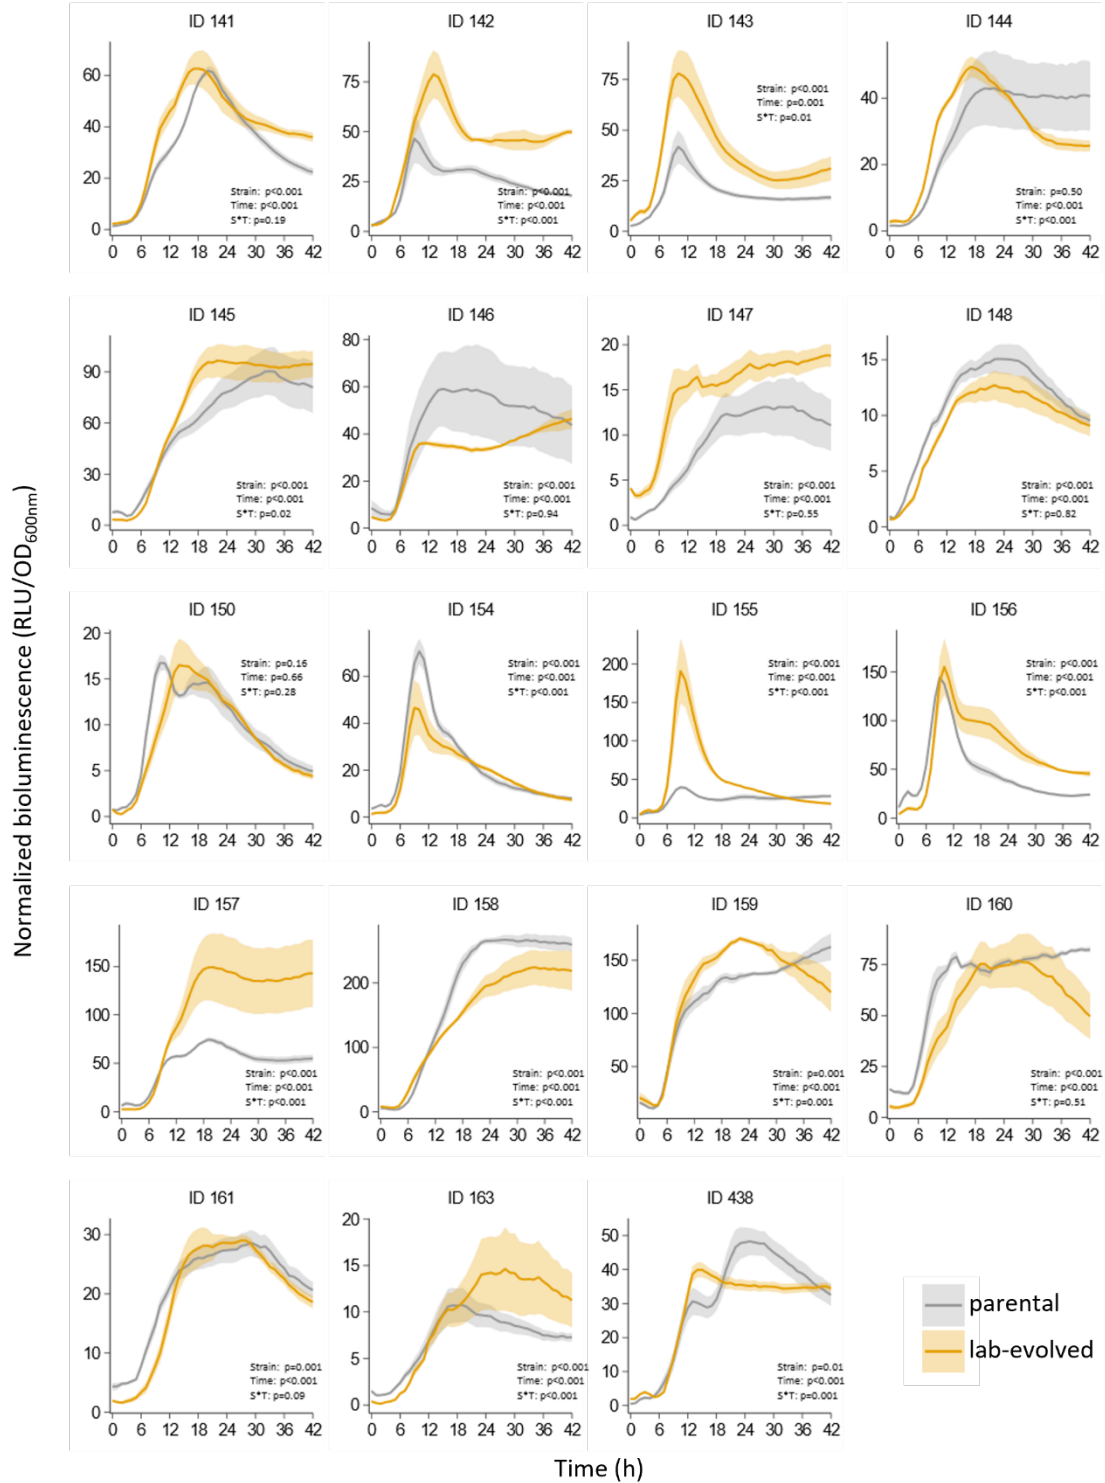 Normalized bioluminescence (RLU/OD600nm)
ID 141
60
40
20
0
0 6 12 18 24 30 36 42
Strain: p<0.001
Time: p<0.001
S*T: p=0.19
ID 142
75
50
25
0
0 6 12 18 24 30 36 42
Strain: p<0.001
Time: p<0.001
S*T: p<0.001
ID 143
75
50
25
0
0 6 12 18 24 30 36 42
Strain: p<0.001
Time: p=0.001
S*T: p=0.01
ID 144
40
20
0
0 6 12 18 24 30 36 42
Strain: p=0.50
Time: p<0.001
S*T: p<0.001
ID 145
90
60
30
0
0 6 12 18 24 30 36 42
Strain: p<0.001
Time: p<0.001
S*T: p=0.02
ID 146
80
60
40
20
0
0 6 12 18 24 30 36 42
Strain: p<0.001
Time: p<0.001
S*T: p=0.94
ID 147
20
15
10
5
0
0 6 12 18 24 30 36 42
Strain: p<0.001
Time: p<0.001
S*T: p=0.55
ID 148
15
10
5
0
0 6 12 18 24 30 36 42
Strain: p<0.001
Time: p<0.001
S*T: p=0.82
ID 150
20
15
10
5
0
0 6 12 18 24 30 36 42
Strain: p=0.16
Time: p=0.66
S*T: p=0.28
ID 154
60
40
20
0
0 6 12 18 24 30 36 42
Strain: p<0.001
Time: p<0.001
S*T: p<0.001
ID 155
200
150
100
50
0
0 6 12 18 24 30 36 42
Strain: p<0.001
Time: p<0.001
S*T: p<0.001
ID 156
150
100
50
0
0 6 12 18 24 30 36 42
Strain: p<0.001
Time: p<0.001
S*T: p<0.001
ID 157
150
100
50
0
0 6 12 18 24 30 36 42
Strain: p<0.001
Time: p<0.001
S*T: p<0.001
ID 158
200
100
0
0 6 12 18 24 30 36 42
Strain: p<0.001
Time: p<0.001
S*T: p<0.001
ID 159
150
100
50
0 6 12 18 24 30 36 42
Strain: p=0.001
Time: p<0.001
S*T: p=0.001
ID 160
75
50
25
0
0 6 12 18 24 30 36 42
Strain: p<0.001
Time: p<0.001
S*T: p=0.51
ID 161
30
20
10
0
0 6 12 18 24 30 36 42
Strain: p=0.001
Time: p<0.001
S*T: p=0.09
ID 163
20
15
10
5
0
0 6 12 18 24 30 36 42
Strain: p<0.001
Time: p<0.001
S*T: p<0.001
ID 438
50
40
30
20
10
0
0 6 12 18 24 30 36 42
Strain: p=0.01
Time: p<0.001
S*T: p=0.001
parental
lab-evolved
Time (h)